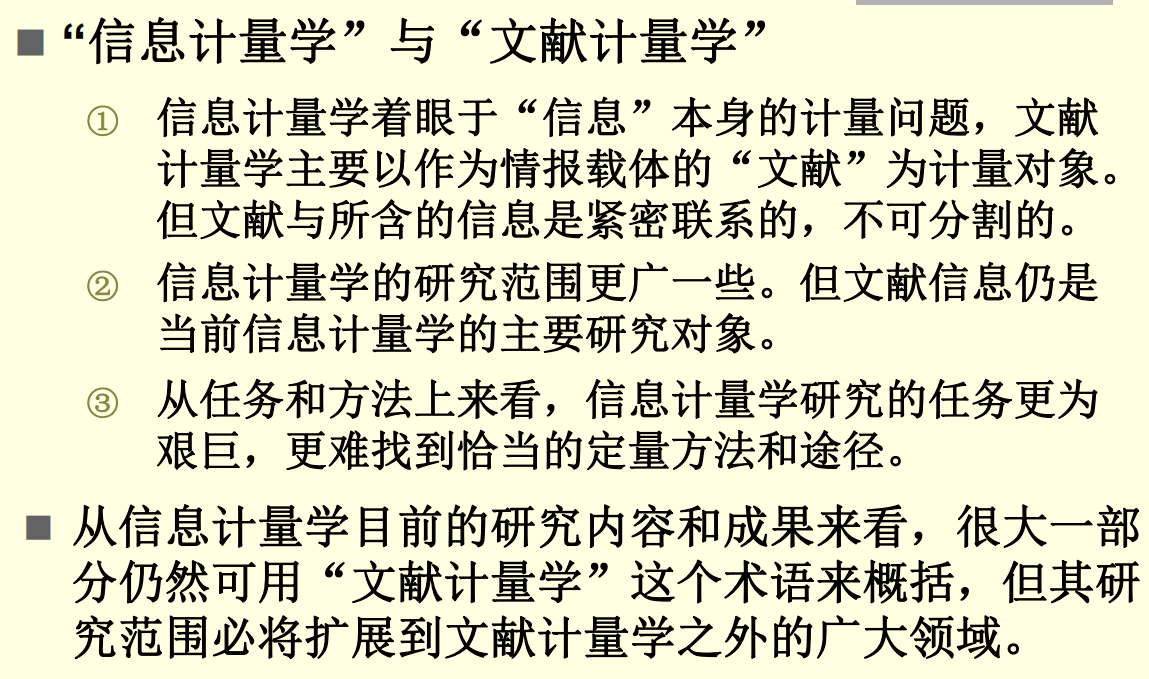 ■“信息计量学”与“文献计量学”
① 信息计量学着眼于“信息”本身的计量问题，文献
计量学主要以作为情报载体的“文献”为计量对象。
但文献与所含的信息是紧密联系的，不可分割的。
② 信息计量学的研究范围更广一些。但文献信息仍是
当前信息计量学的主要研究对象。
③ 从任务和方法上来看，信息计量学研究的任务更为
艰巨，更难找到恰当的定量方法和途径。
■ 从信息计量学目前的研究内容和成果来看，很大一部
分仍然可用“文献计量学”这个术语来概括，但其研
究范围必将扩展到文献计量学之外的广大领域。